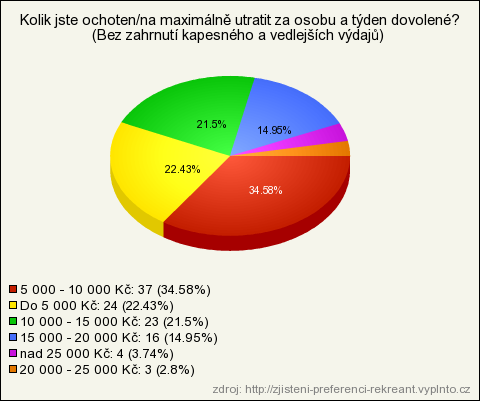 Kolik jste ochoten/na maximálně utratit za osobu a týden dovolené?
(Bez zahrnutí kapesného a vedlejších výdajů)
21.5%
14.95%
22.43%
34.58%
5 000 - 10 000 Kč: 37 (34.58%)
Do 5 000 Kč: 24 (22.43%)
10 000 - 15 000 Kč: 23 (21.5%)
15 000 - 20 000 Kč: 16 (14.95%)
nad 25 000 Kč: 4 (3.74%)
20 000 - 25 000 Kč: 3 (2.8%)
zdroj: http://zjisteni-preferenci-rekreant.vyplnto.cz